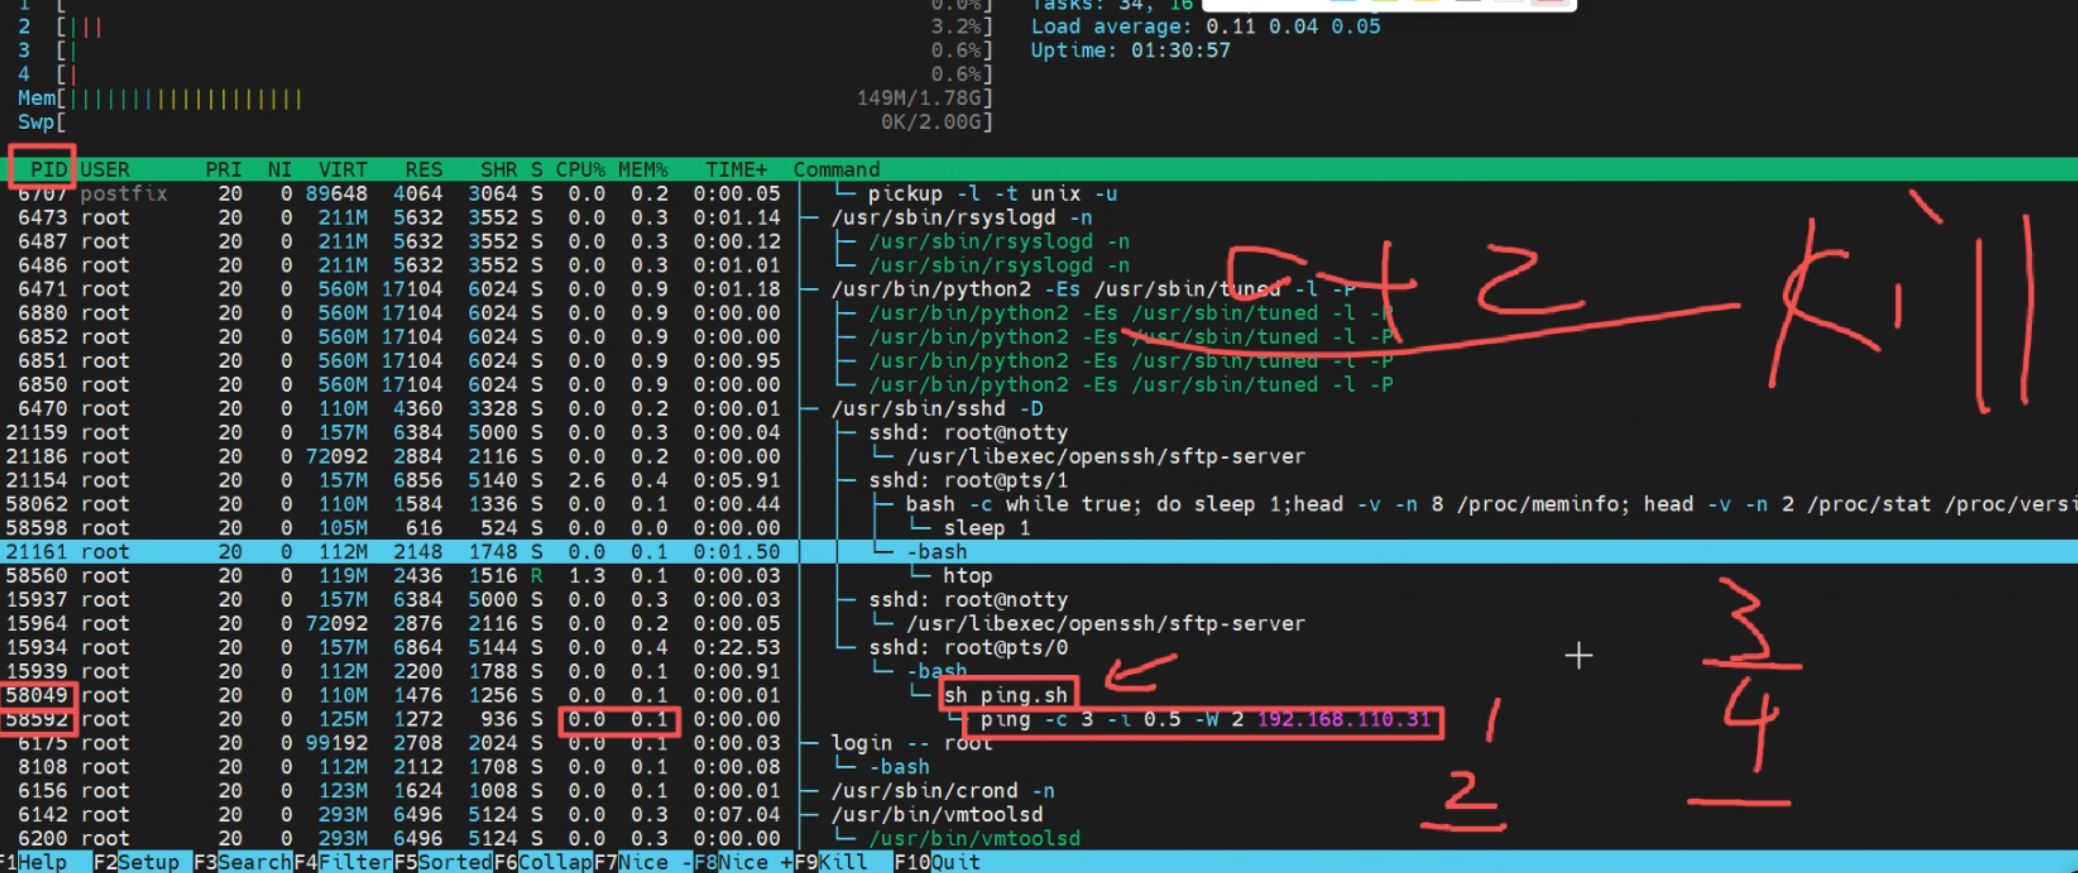 1 [ 0.0%] Tasks: 34, 16
2 [||| 3.2%] Load average: 0.11 0.04 0.05
3 [| 0.6%] Uptime: 01:30:57
4 [| 0.6%]
Mem[|||||||||||||||||||| 149M/1.78G]
Swp[ 0K/2.00G]
PID USER PRI NI VIRT RES SHR S CPU% MEM% TIME+ Command
6707 postfix 20 0 89648 4064 3064 S 0.0 0.2 0:00.05 │ └─ pickup -l -t unix -u
6473 root 20 0 211M 5632 3552 S 0.0 0.3 0:01.14 ├─ /usr/sbin/rsyslogd -n
6487 root 20 0 211M 5632 3552 S 0.0 0.3 0:00.12 │ ├─ /usr/sbin/rsyslogd -n
6486 root 20 0 211M 5632 3552 S 0.0 0.3 0:01.01 │ └─ /usr/sbin/rsyslogd -n
6471 root 20 0 560M 17104 6024 S 0.0 0.9 0:01.18 ├─ /usr/bin/python2 -Es /usr/sbin/tuned -l -P
6880 root 20 0 560M 17104 6024 S 0.0 0.9 0:00.00 │ ├─ /usr/bin/python2 -Es /usr/sbin/tuned -l -P
6852 root 20 0 560M 17104 6024 S 0.0 0.9 0:00.00 │ ├─ /usr/bin/python2 -Es /usr/sbin/tuned -l -P
6851 root 20 0 560M 17104 6024 S 0.0 0.9 0:00.95 │ ├─ /usr/bin/python2 -Es /usr/sbin/tuned -l -P
6850 root 20 0 560M 17104 6024 S 0.0 0.9 0:00.00 │ └─ /usr/bin/python2 -Es /usr/sbin/tuned -l -P
6470 root 20 0 110M 4360 3328 S 0.0 0.2 0:00.01 ├─ /usr/sbin/sshd -D
21159 root 20 0 157M 6384 5000 S 0.0 0.3 0:00.04 │ ├─ sshd: root@notty
21186 root 20 0 72092 2884 2116 S 0.0 0.2 0:00.00 │ │ └─ /usr/libexec/openssh/sftp-server
21154 root 20 0 157M 6856 5140 S 2.6 0.4 0:05.91 │ ├─ sshd: root@pts/1
58062 root 20 0 110M 1584 1336 S 0.0 0.1 0:00.44 │ │ ├─ bash -c while true; do sleep 1;head -v -n 8 /proc/meminfo; head -v -n 2 /proc/stat /proc/versi
58598 root 20 0 105M 616 524 S 0.0 0.0 0:00.00 │ │ │ └─ sleep 1
21161 root 20 0 112M 2148 1748 S 0.0 0.1 0:01.50 │ │ └─ -bash
58560 root 20 0 119M 2436 1516 R 1.3 0.1 0:00.03 │ │ └─ htop
15937 root 20 0 157M 6384 5000 S 0.0 0.3 0:00.03 │ ├─ sshd: root@notty
15964 root 20 0 72092 2876 2116 S 0.0 0.2 0:00.05 │ │ └─ /usr/libexec/openssh/sftp-server
15934 root 20 0 157M 6864 5144 S 0.0 0.4 0:22.53 │ └─ sshd: root@pts/0
15939 root 20 0 112M 2200 1788 S 0.0 0.1 0:00.91 │ └─ -bash
58049 root 20 0 110M 1476 1256 S 0.0 0.1 0:00.01 │ └─ sh ping.sh
58592 root 20 0 125M 1272 936 S 0.0 0.1 0:00.00 │ └─ ping -c 3 -i 0.5 -W 2 192.168.110.31
6175 root 20 0 99192 2708 2024 S 0.0 0.1 0:00.03 ├─ login -- root
8108 root 20 0 112M 2112 1708 S 0.0 0.1 0:00.08 │ └─ -bash
6156 root 20 0 123M 1624 1008 S 0.0 0.1 0:00.01 ├─ /usr/sbin/crond -n
6142 root 20 0 293M 6496 5124 S 0.0 0.3 0:07.04 ├─ /usr/bin/vmtoolsd
6200 root 20 0 293M 6496 5124 S 0.0 0.3 0:00.00 │ └─ /usr/bin/vmtoolsd
F1Help F2Setup F3SearchF4FilterF5SortedF6CollapF7Nice -F8Nice +F9Kill F10Quit
kill
1
2
3
4